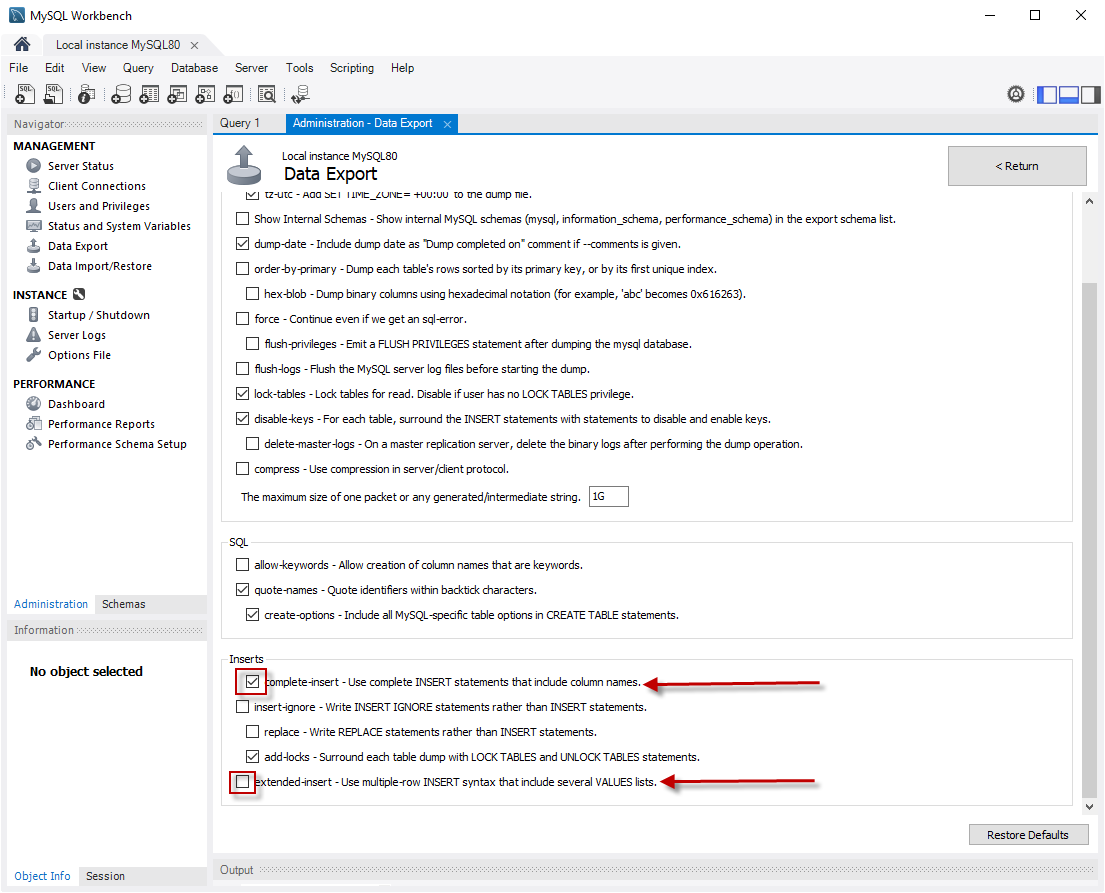 MySQL Workbench
Local instance MySQL80
File Edit View Query Database Server Tools Scripting Help
Navigator
MANAGEMENT
Server Status
Client Connections
Users and Privileges
Status and System Variables
Data Export
Data Import/Restore
INSTANCE
Startup / Shutdown
Server Logs
Options File
PERFORMANCE
Dashboard
Performance Reports
Performance Schema Setup
Administration Schemas
Information
No object selected
Object Info Session
Query 1 Administration - Data Export
Local instance MySQL80
Data Export
< Return
tz-utc - Add SET TIME_ZONE='+00:00' to the dump file.
Show Internal Schemas - Show internal MySQL schemas (mysql, information_schema, performance_schema) in the export schema list.
dump-date - Include dump date as "Dump completed on" comment if --comments is given.
order-by-primary - Dump each table's rows sorted by its primary key, or by its first unique index.
hex-blob - Dump binary columns using hexadecimal notation (for example, 'abc' becomes 0x616263).
force - Continue even if we get an sql-error.
flush-privileges - Emit a FLUSH PRIVILEGES statement after dumping the mysql database.
flush-logs - Flush the MySQL server log files before starting the dump.
lock-tables - Lock tables for read. Disable if user has no LOCK TABLES privilege.
disable-keys - For each table, surround the INSERT statements with statements to disable and enable keys.
delete-master-logs - On a master replication server, delete the binary logs after performing the dump operation.
compress - Use compression in server/client protocol.
The maximum size of one packet or any generated/intermediate string. 1G
SQL
allow-keywords - Allow creation of column names that are keywords.
quote-names - Quote identifiers within backtick characters.
create-options - Include all MySQL-specific table options in CREATE TABLE statements.
Inserts
complete-insert - Use complete INSERT statements that include column names.
insert-ignore - Write INSERT IGNORE statements rather than INSERT statements.
replace - Write REPLACE statements rather than INSERT statements.
add-locks - Surround each table dump with LOCK TABLES and UNLOCK TABLES statements.
extended-insert - Use multiple-row INSERT syntax that include several VALUES lists.
Restore Defaults
Output